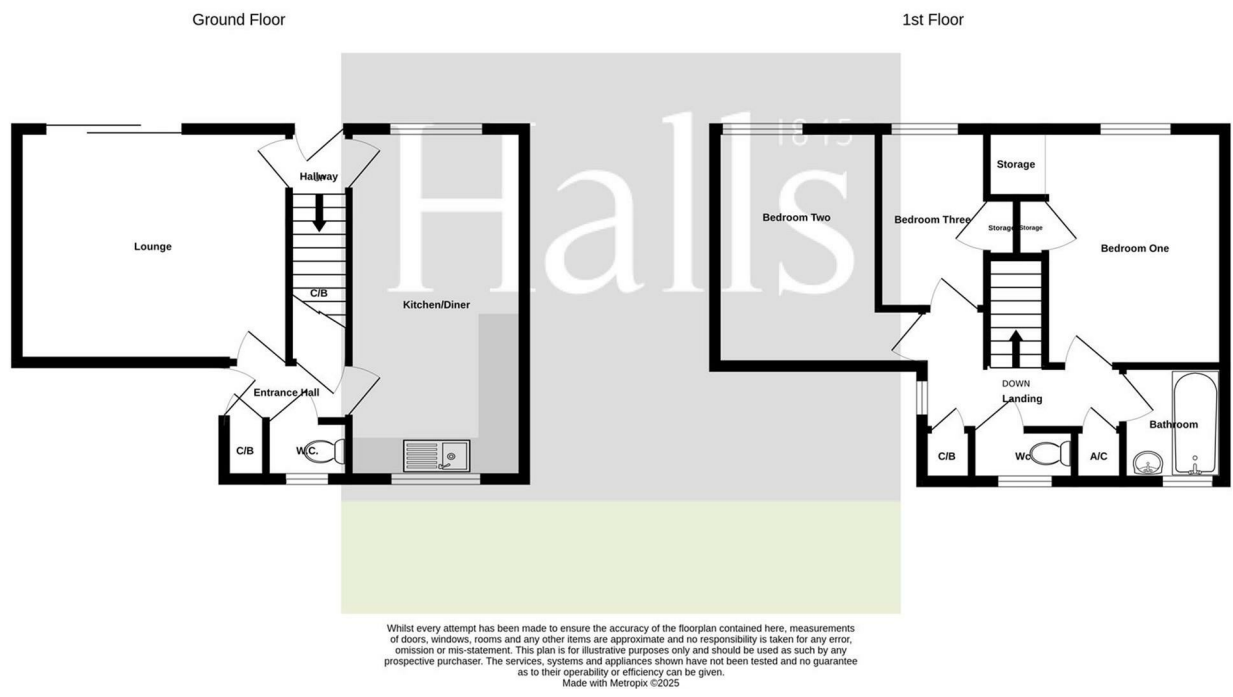 Ground Floor
1st Floor
Halls
1845
Hallway
Lounge
C/B
Kitchen/Diner
Entrance Hall
C/B
W.C.
Storage
Bedroom Two
Bedroom Three
Storage
Storage
Bedroom One
DOWN
Landing
Bathroom
C/B
Wc
A/C
Whilst every attempt has been made to ensure the accuracy of the floorplan contained here, measurements
of doors, windows, rooms and any other items are approximate and no responsibility is taken for any error,
omission or mis-statement. This plan is for illustrative purposes only and should be used as such by any
prospective purchaser. The services, systems and appliances shown have not been tested and no guarantee
as to their operability or efficiency can be given.
Made with Metropix ©2025